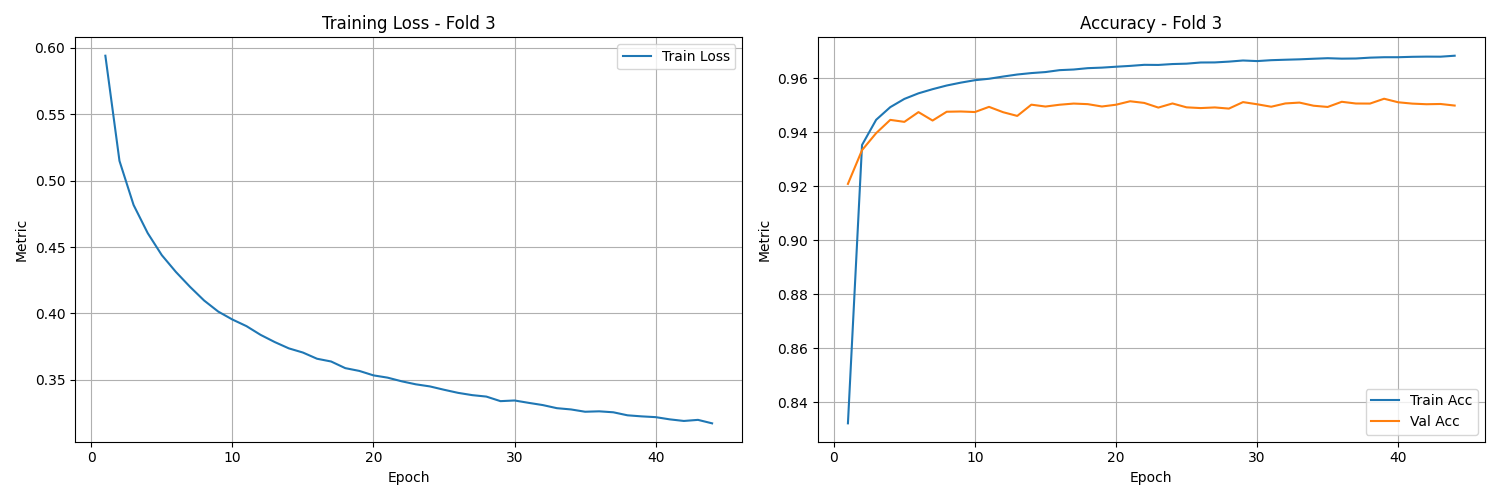 Training Loss - Fold 3
0.60
0.55
0.50
0.45
0.40
0.35
Metric
Train Loss
0 10 20 30 40
Epoch
Accuracy - Fold 3
0.96
0.94
0.92
0.90
0.88
0.86
0.84
Metric
Train Acc
Val Acc
0 10 20 30 40
Epoch